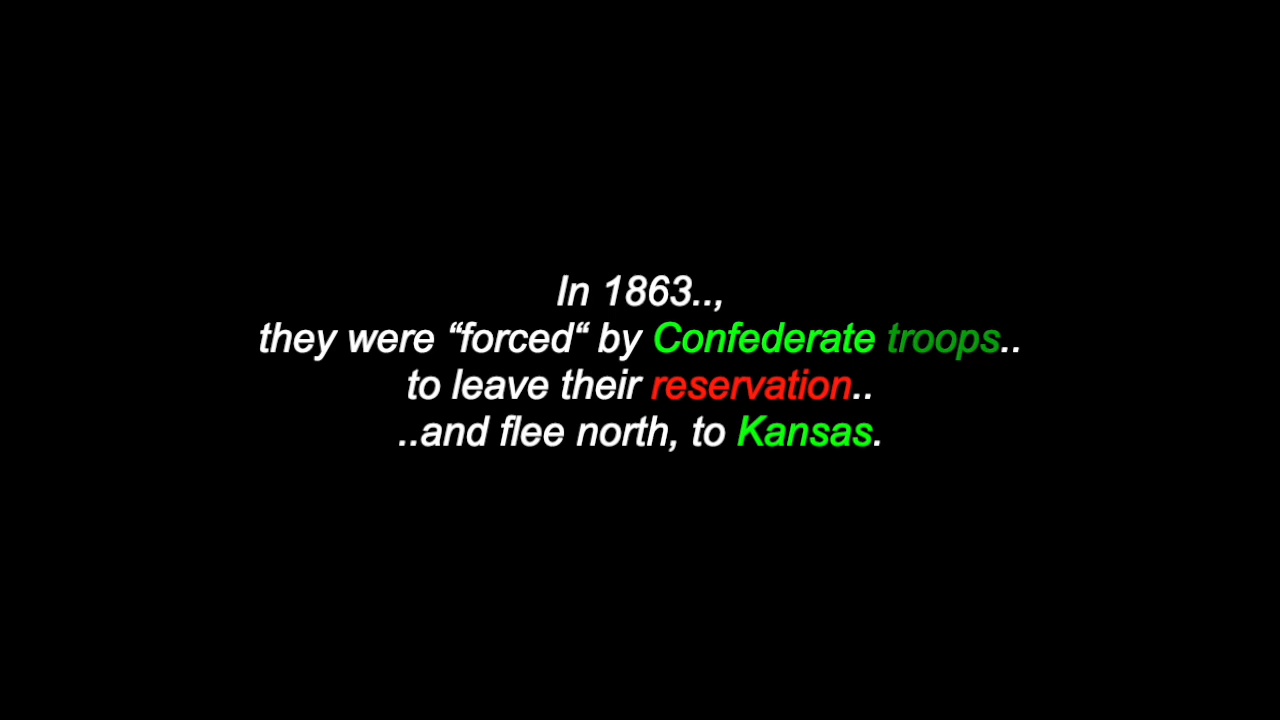 In 1863..,
they were “forced“ by Confederate troops..
to leave their reservation..
..and flee north, to Kansas.